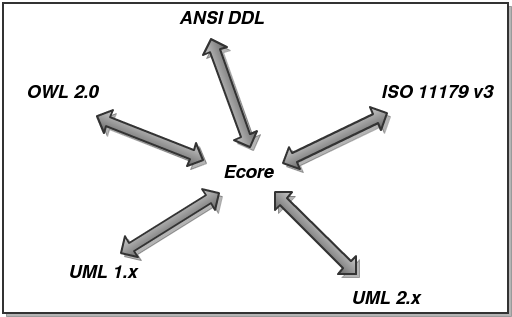 ANSI DDL
OWL 2.0
ISO 11179 v3
Ecore
UML 1.x
UML 2.x